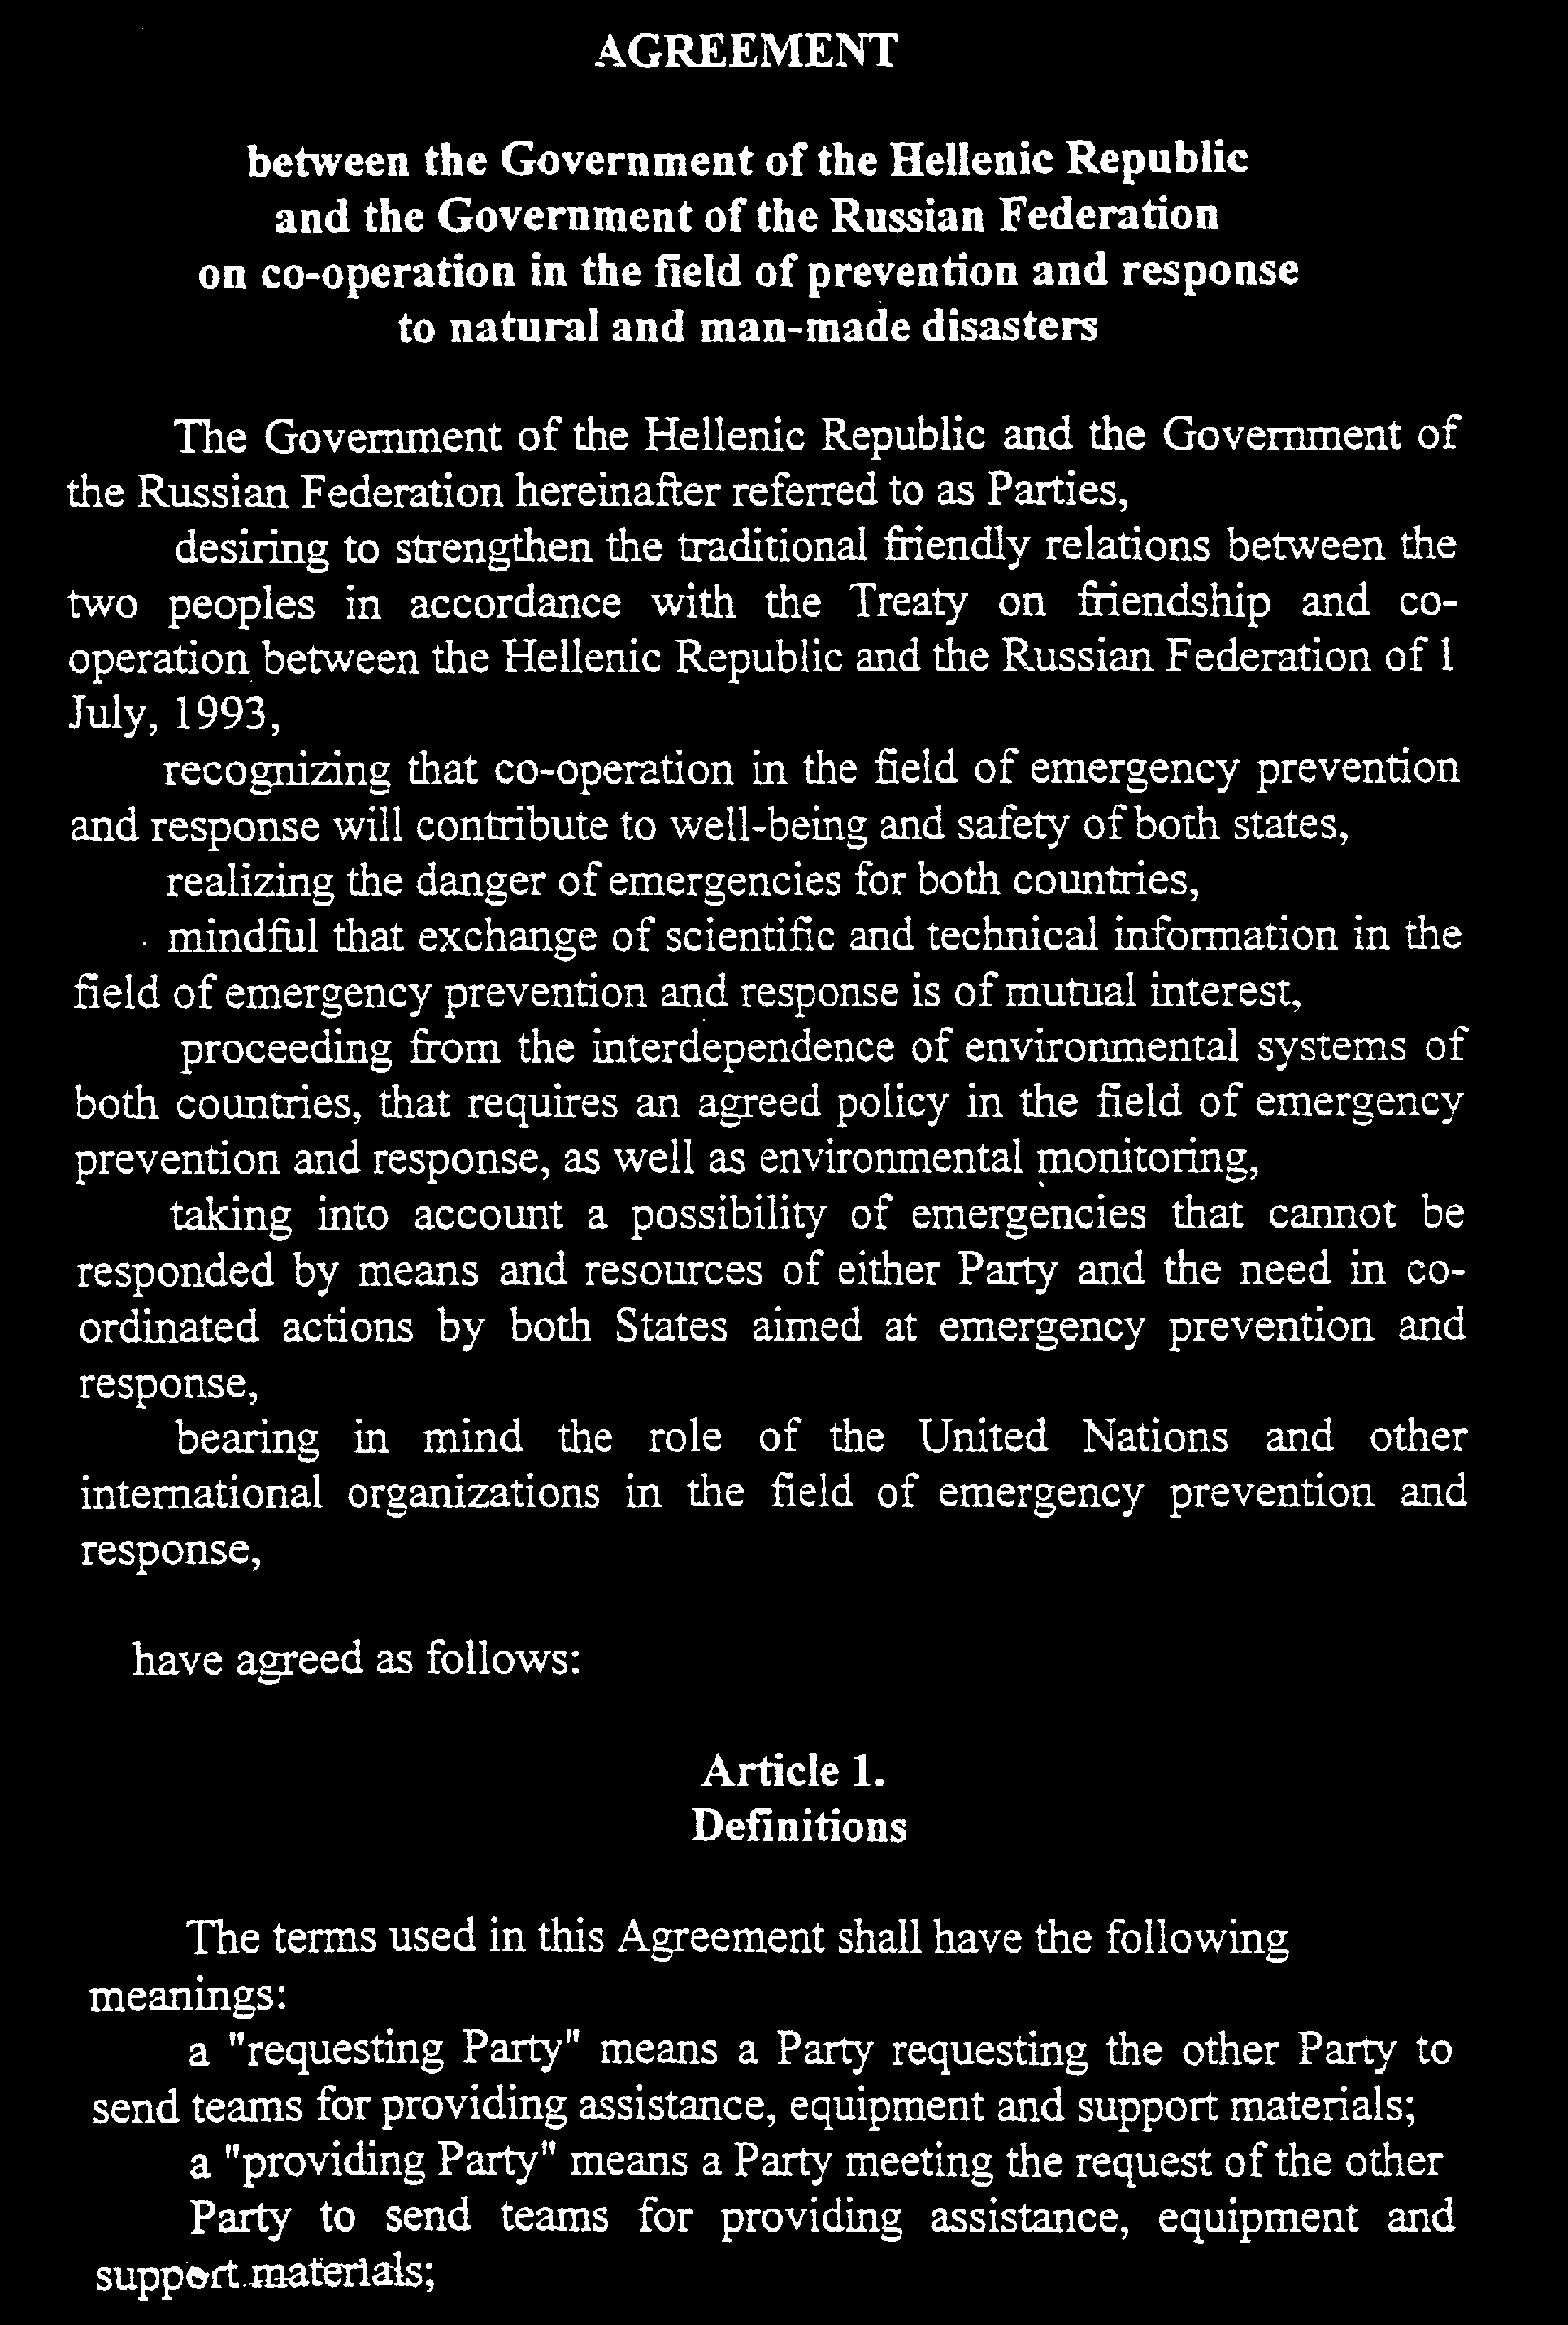 AGREEMENT
between the Government of the Hellenic Republic
and the Government of the Russian Federation
on co-operation in the field of prevention and response
to natural and man-made disasters
The Government of the Hellenic Republic and the Government of
the Russian Federation hereinafter referred to as Parties,
desiring to strengthen the traditional friendly relations between the
two peoples in accordance with the Treaty on friendship and co-
operation between the Hellenic Republic and the Russian Federation of 1
July, 1993,
recognizing that co-operation in the field of emergency prevention
and response will contribute to well-being and safety of both states,
realizing the danger of emergencies for both countries,
mindful that exchange of scientific and technical information in the
field of emergency prevention and response is of mutual interest,
proceeding from the interdependence of environmental systems of
both countries, that requires an agreed policy in the field of emergency
prevention and response, as well as environmental monitoring,
taking into account a possibility of emergencies that cannot be
responded by means and resources of either Party and the need in co-
ordinated actions by both States aimed at emergency prevention and
response,
bearing in mind the role of the United Nations and other
international organizations in the field of emergency prevention and
response,
have agreed as follows:
Article 1.
Definitions
The terms used in this Agreement shall have the following
meanings:
a "requesting Party" means a Party requesting the other Party to
send teams for providing assistance, equipment and support materials;
a "providing Party" means a Party meeting the request of the other
Party to send teams for providing assistance, equipment and
support materials;